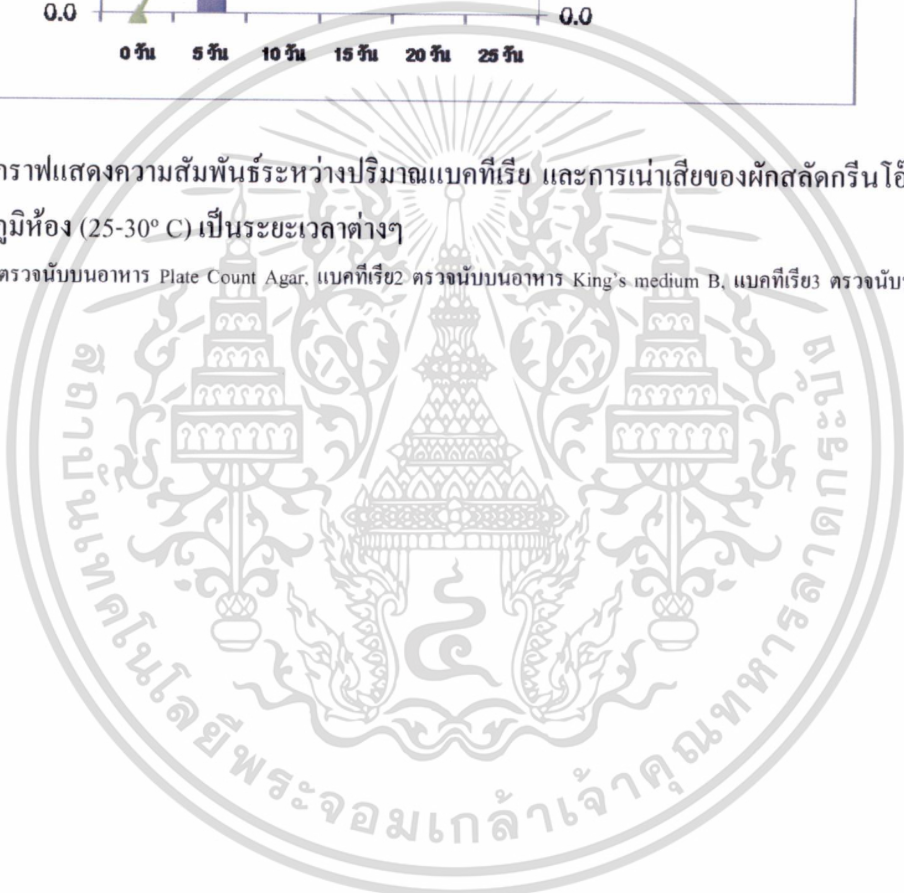 0.0 0.0
0 วัน 5 วัน 10 วัน 15 วัน 20 วัน 25 วัน
กราฟแสดงความสัมพันธ์ระหว่างปริมาณแบคทีเรีย และการเน่าเสียของผักสลัดกรีนโอ๊
ภูมิห้อง (25-30° C) เป็นระยะเวลาต่างๆ
ตรวจนับบนอาหาร Plate Count Agar, แบคทีเรีย2 ตรวจนับบนอาหาร King's medium B, แบคทีเรีย3 ตรวจนับ
สถาบันเทคโนโลยีพระจอมเกล้าเจ้าคุณทหารลาดกระบัง